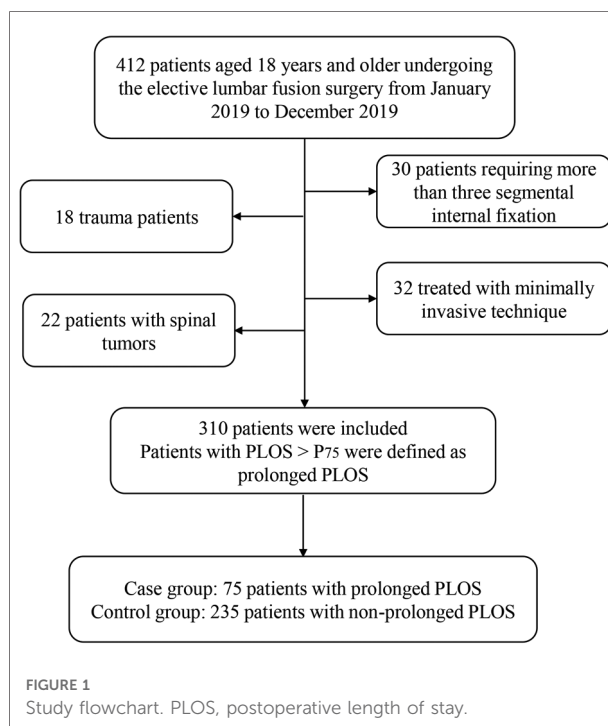 412 patients aged 18 years and older undergoing
the elective lumbar fusion surgery from January
2019 to December 2019
30 patients requiring more
than three segmental
internal fixation
18 trauma patients
32 treated with minimally
invasive technique
22 patients with spinal
tumors
310 patients were included
Patients with PLOS > P75 were defined as
prolonged PLOS
Case group: 75 patients with prolonged PLOS
Control group: 235 patients with non-prolonged PLOS
FIGURE 1
Study flowchart. PLOS, postoperative length of stay.